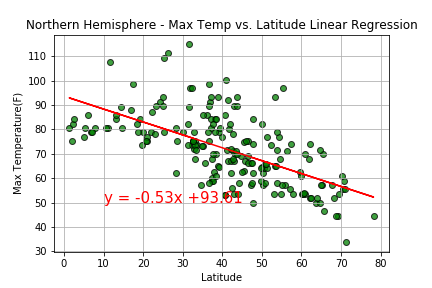 Northern Hemisphere - Max Temp vs. Latitude Linear Regression
Max Temperature(F)
110
100
90
80
70
60
50
40
30
y = -0.53x +93.61
0 10 20 30 40 50 60 70 80
Latitude